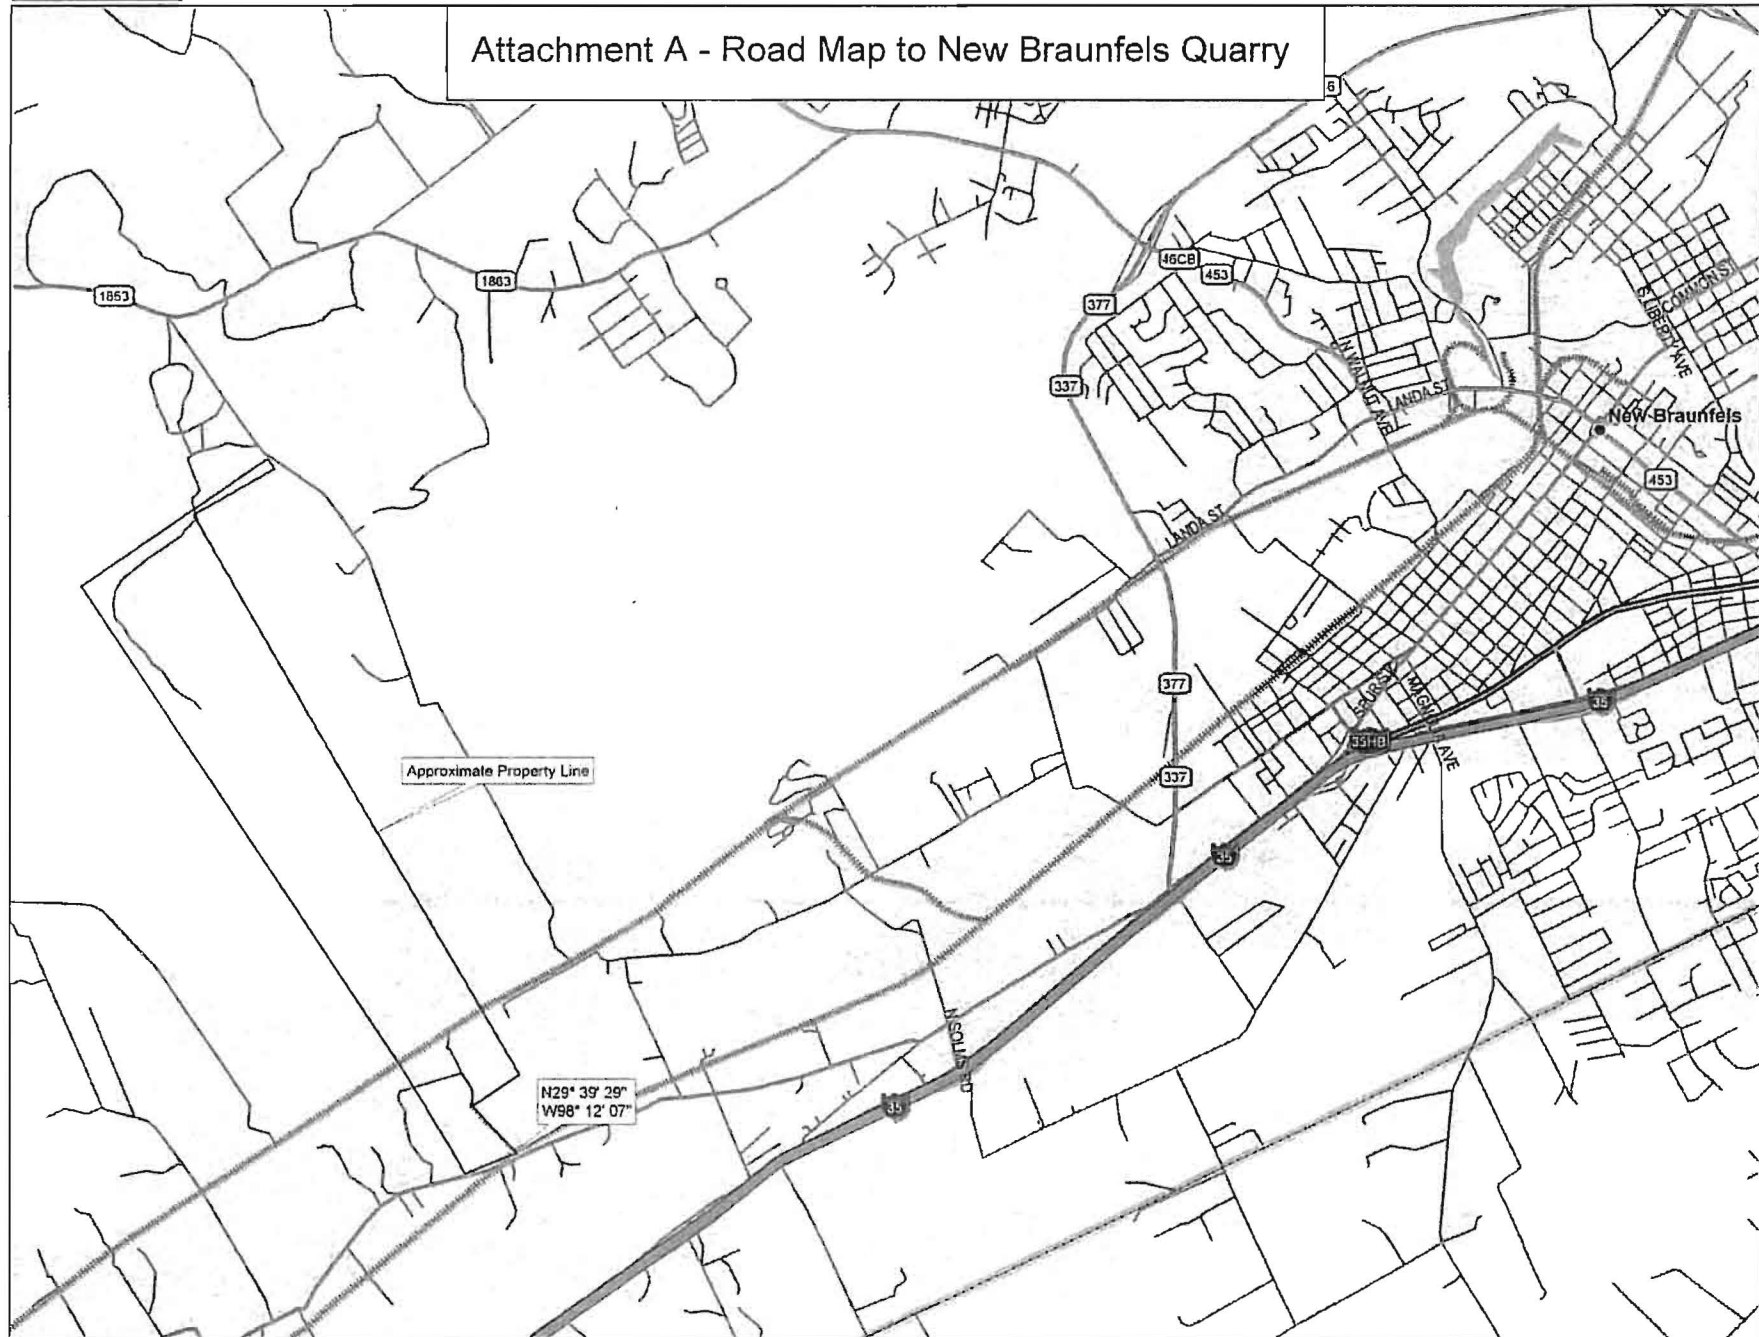 Attachment A - Road Map to New Braunfels Quarry
46CB
453
1853
1863
377
337
COMMON ST
S LIBERTY AVE
N WALNUT AVE
LANDA ST
New Braunfels
453
LANDA ST
377
SPUR
MAGNOLIA AVE
35
35HB
Approximate Property Line
337
35
N29° 39' 29"
W98° 12' 07"
N SOLMS RD
35